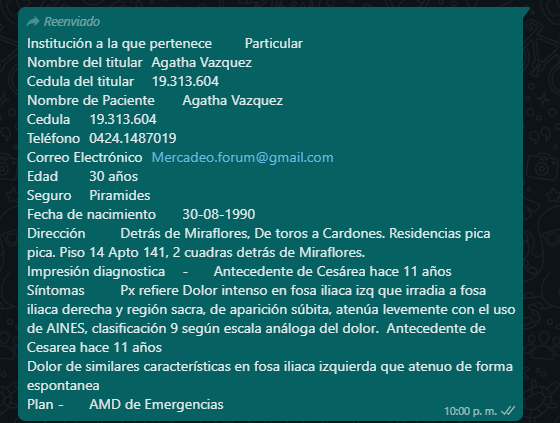 Reenviado
Institución a la que pertenece Particular
Nombre del titular Agatha Vazquez
Cedula del titular 19.313.604
Nombre de Paciente Agatha Vazquez
Cedula 19.313.604
Teléfono 0424.1487019
Correo Electrónico Mercadeo.forum@gmail.com
Edad 30 años
Seguro Piramides
Fecha de nacimiento 30-08-1990
Dirección Detrás de Miraflores, De toros a Cardones. Residencias pica
pica. Piso 14 Apto 141, 2 cuadras detrás de Miraflores.
Impresión diagnostica - Antecedente de Cesárea hace 11 años
Síntomas Px refiere Dolor intenso en fosa iliaca izq que irradia a fosa
iliaca derecha y región sacra, de aparición súbita, atenúa levemente con el uso
de AINES, clasificación 9 según escala análoga del dolor. Antecedente de
Cesarea hace 11 años
Dolor de similares características en fosa iliaca izquierda que atenuo de forma
espontanea
Plan - AMD de Emergencias
10:00 p. m.